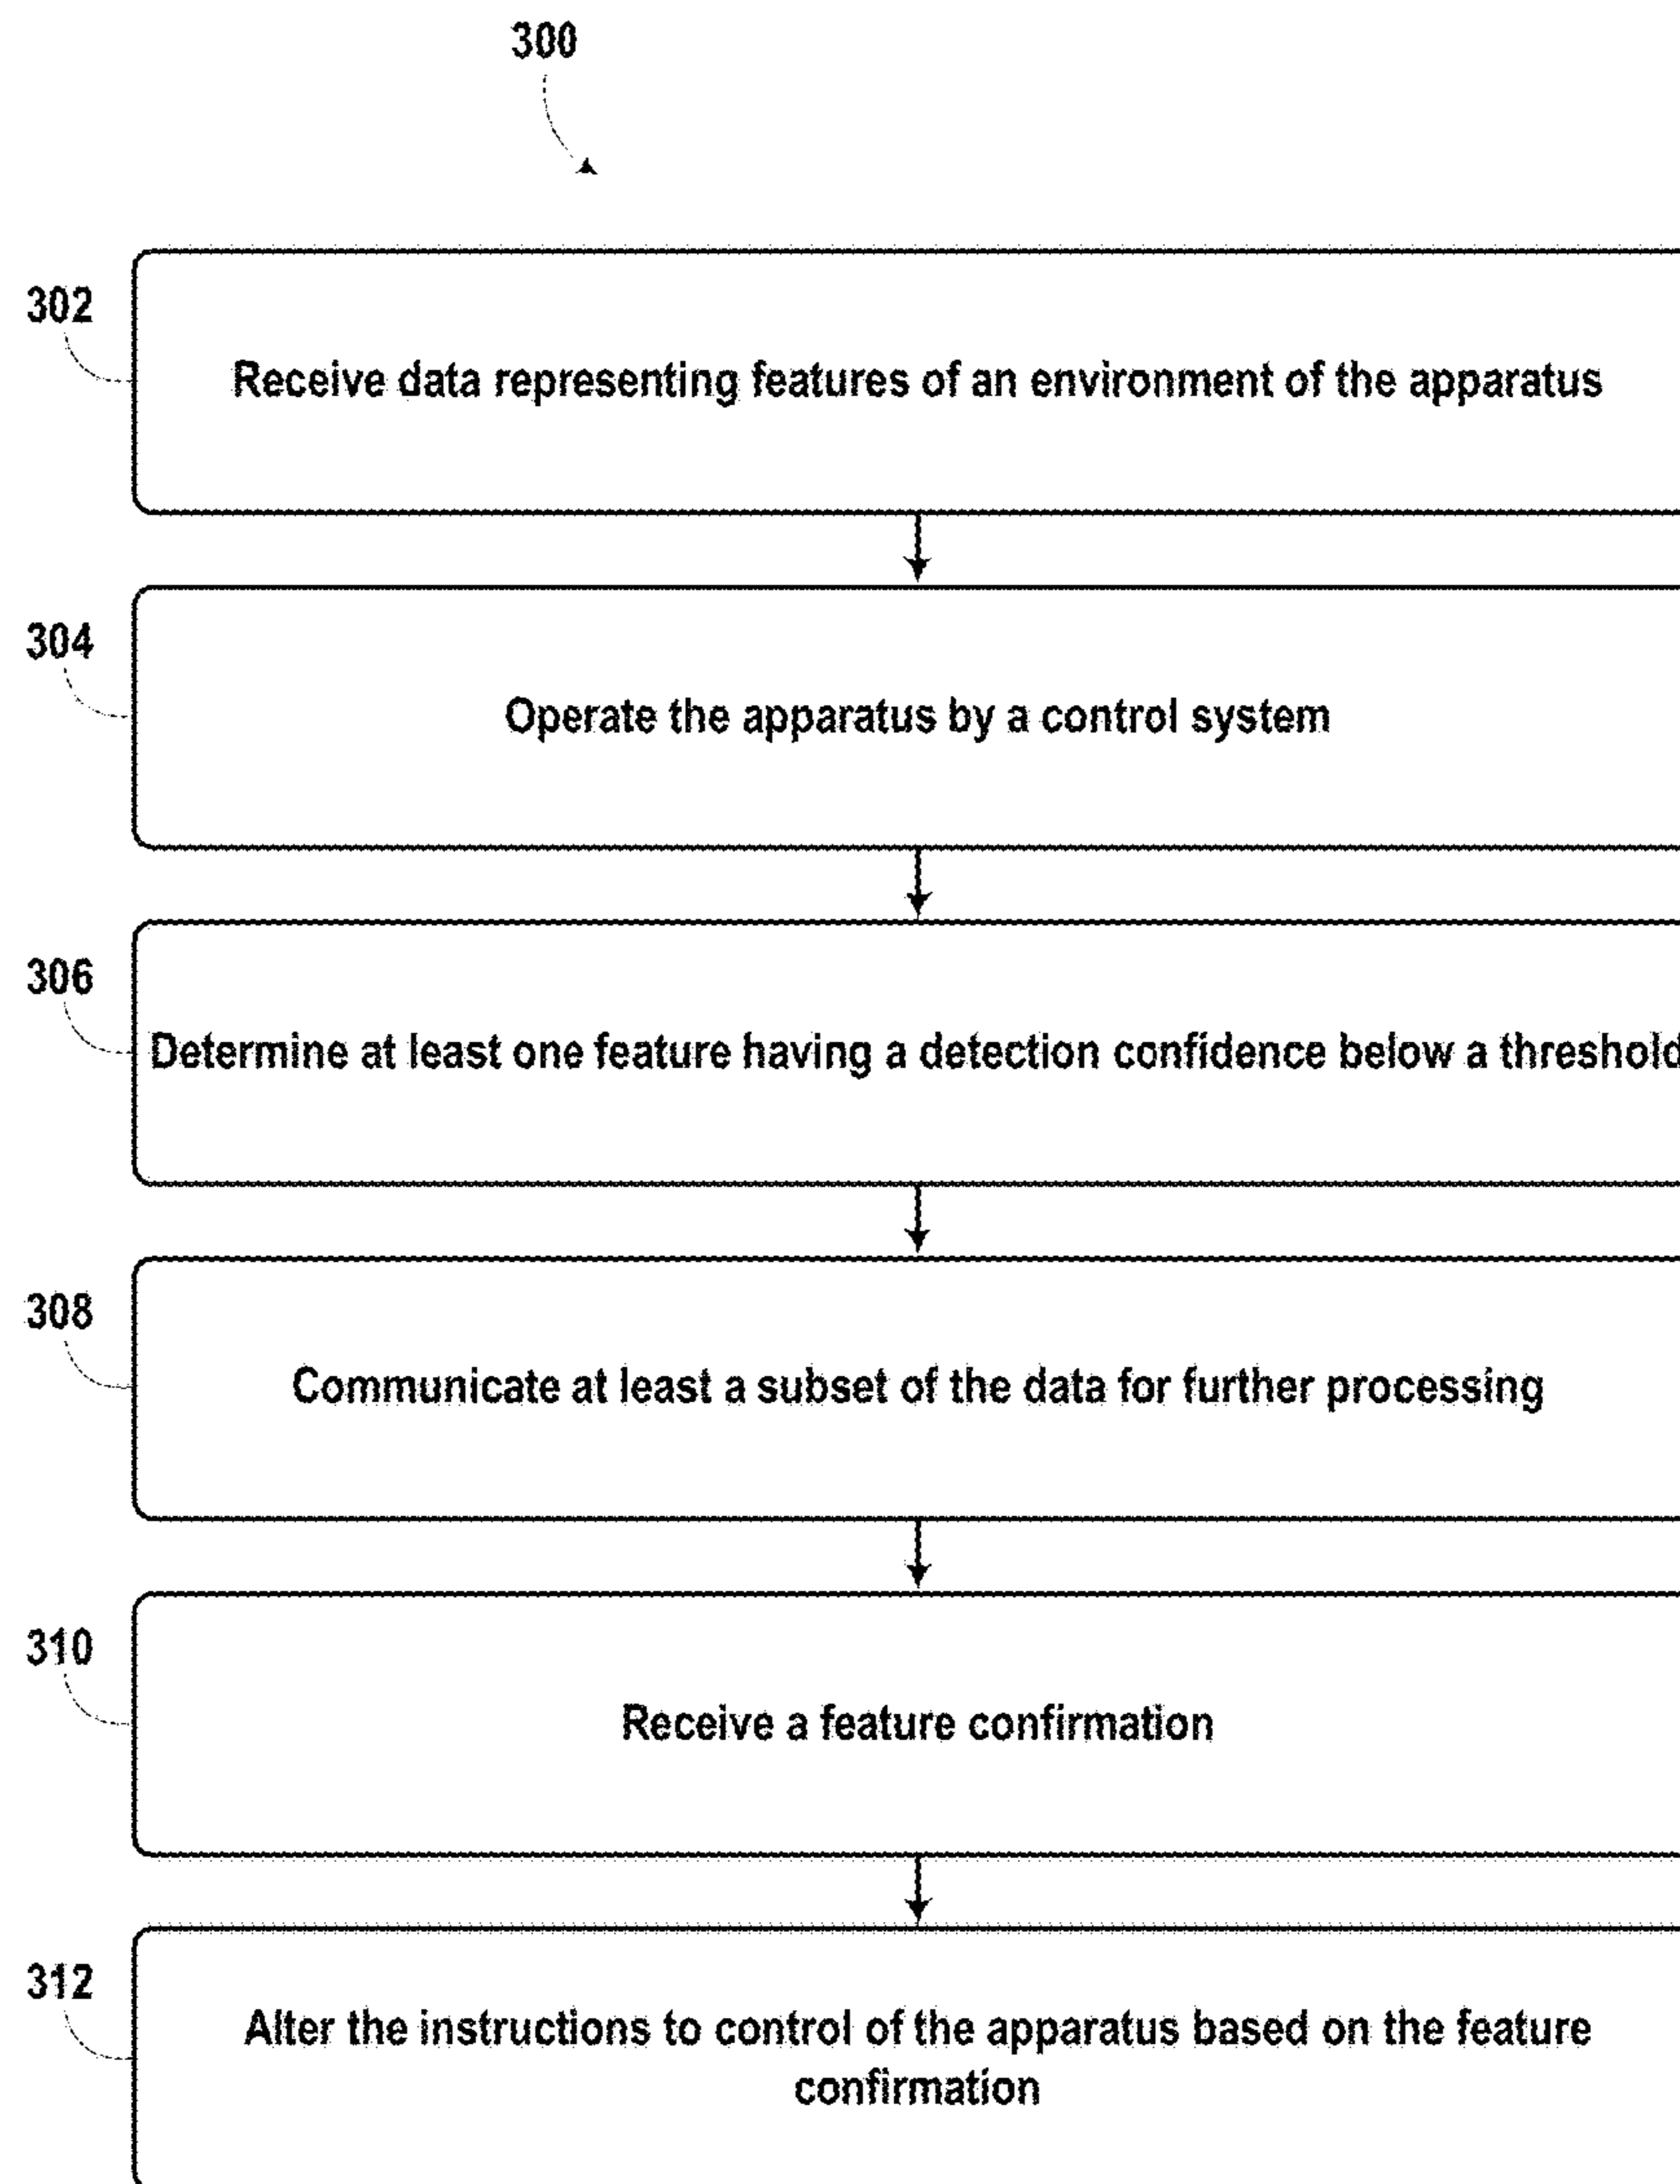 300
302
Receive data representing features of an environment of the apparatus
304
Operate the apparatus by a control system
306
Determine at least one feature having a detection confidence below a threshold
308
Communicate at least a subset of the data for further processing
310
Receive a feature confirmation
312
Alter the instructions to control of the apparatus based on the feature
confirmation